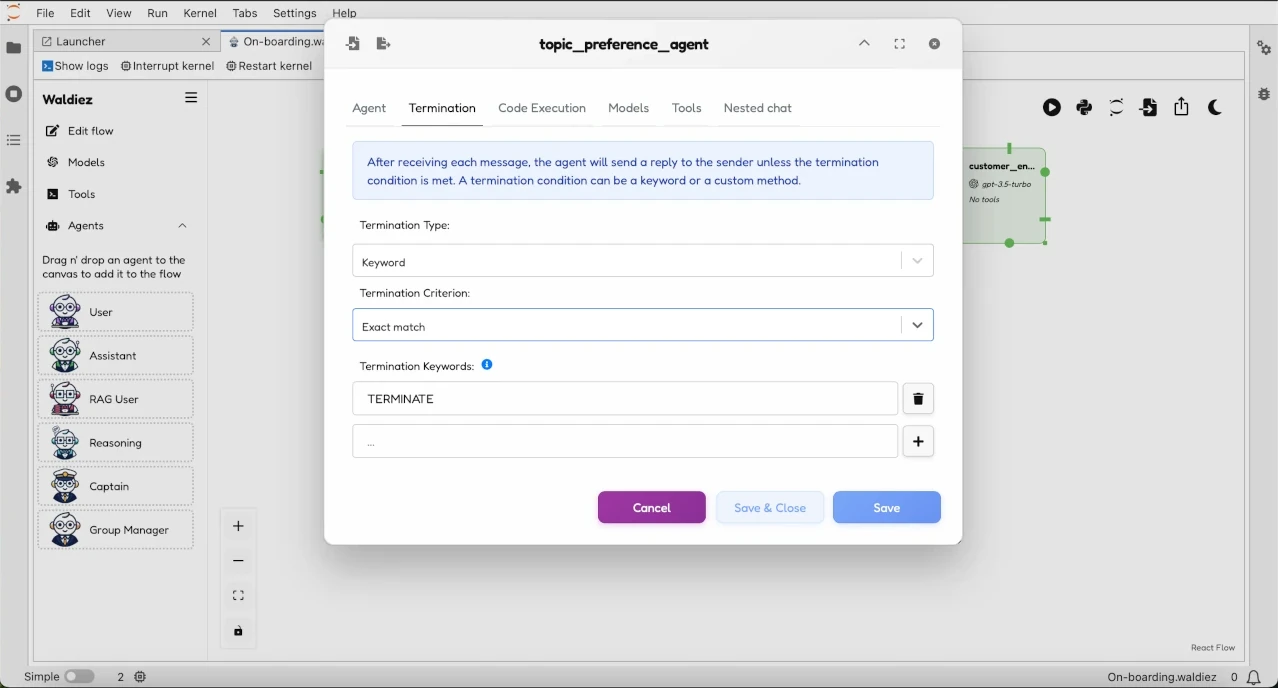 File Edit View Run Kernel Tabs Settings Help
Launcher
On-boarding.wa
Show logs Interrupt kernel Restart kernel
Waldiez
Edit flow
Models
Tools
Agents
Drag n' drop an agent to the
canvas to add it to the flow
User
Assistant
RAG User
Reasoning
Captain
Group Manager
topic_preference_agent
Agent Termination Code Execution Models Tools Nested chat
After receiving each message, the agent will send a reply to the sender unless the termination
condition is met. A termination condition can be a keyword or a custom method.
Termination Type:
Keyword
Termination Criterion:
Exact match
Termination Keywords:
TERMINATE
...
Cancel Save & Close Save
customer_en...
gpt-3.5-turbo
No tools
React Flow
Simple 2 On-boarding.waldiez 0